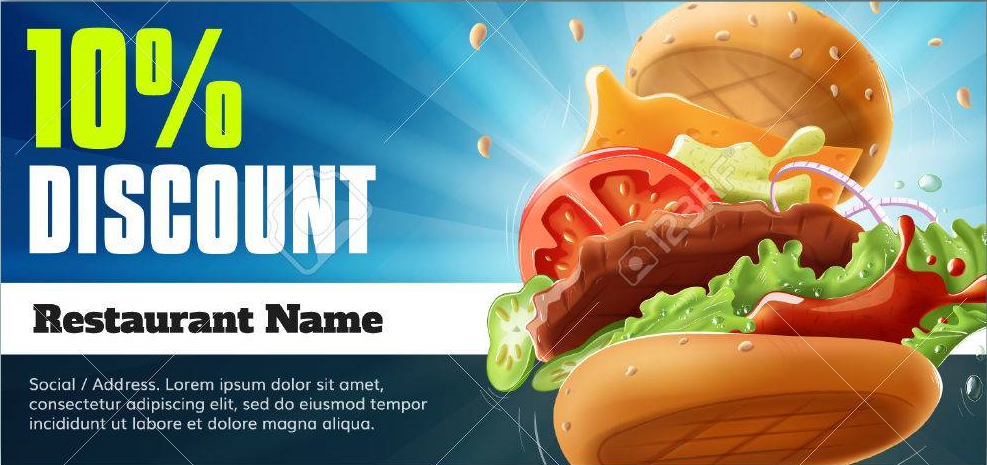 10%
DISCOUNT
Restaurant Name
Social / Address. Lorem ipsum dolor sit amet,
consectetur adipiscing elit, sed do eiusmod tempor
incididunt ut labore et dolore magna aliqua.
123RF